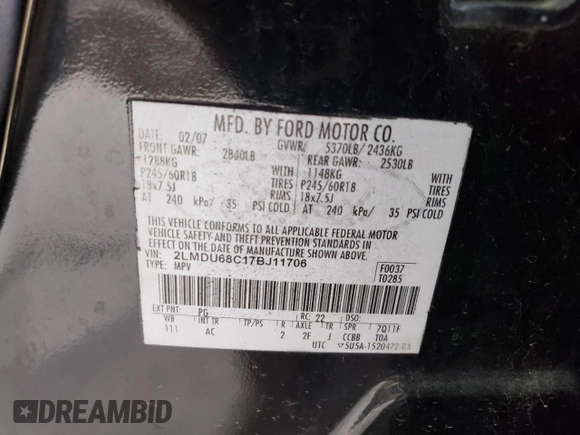 MFD. BY FORD MOTOR CO.
DATE: 02/07 GVWR: 5370LB/ 2436KG
FRONT GAWR: 2840LB REAR GAWR: 2530LB
1288KG WITH 1148KG WITH
P245/60R18 TIRES P245/60R18 TIRES
18x7.5J RIMS 18x7.5J RIMS
AT 240 kPa/ 35 PSI COLD AT 240 kPa/ 35 PSI COLD
THIS VEHICLE CONFORMS TO ALL APPLICABLE FEDERAL MOTOR
VEHICLE SAFETY AND THEFT PREVENTION STANDARDS IN
EFFECT ON THE DATE OF MANUFACTURE SHOWN ABOVE.
VIN: 2LMDU68C17BJ11706 F0037
TYPE: MPV T0285
EXT PNT: PG RC: 22 DSO:
WB INT TR TP/PS R AXLE TR SPR 7Q11F
111 AC 2 2F J CCBB TOA
UTC 5U5A-1520472-BA
DREAMBID